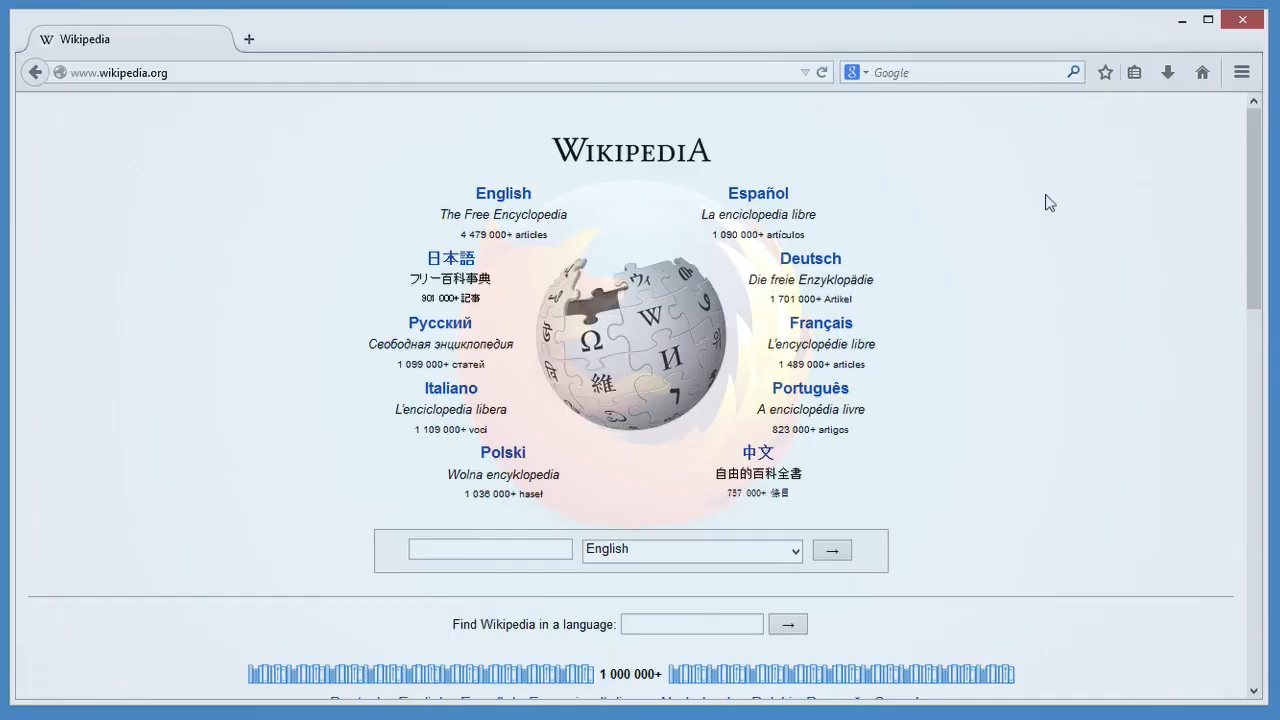 Wikipedia
www.wikipedia.org
Google
WIKIPEDIA
English
The Free Encyclopedia
4 479 000+ articles
Español
La enciclopedia libre
1 090 000+ artículos
日本語
フリー百科事典
901 000+ 記事
Deutsch
Die freie Enzyklopädie
1 701 000+ Artikel
Русский
Свободная энциклопедия
1 099 000+ статей
Français
L'encyclopédie libre
1 489 000+ articles
Italiano
L'enciclopedia libera
1 109 000+ voci
Português
A enciclopédia livre
823 000+ artigos
Polski
Wolna encyklopedia
1 036 000+ haseł
中文
自由的百科全書
757 000+ 條目
Ω W И 維 ウィ
English
→
Find Wikipedia in a language:
→
1 000 000+